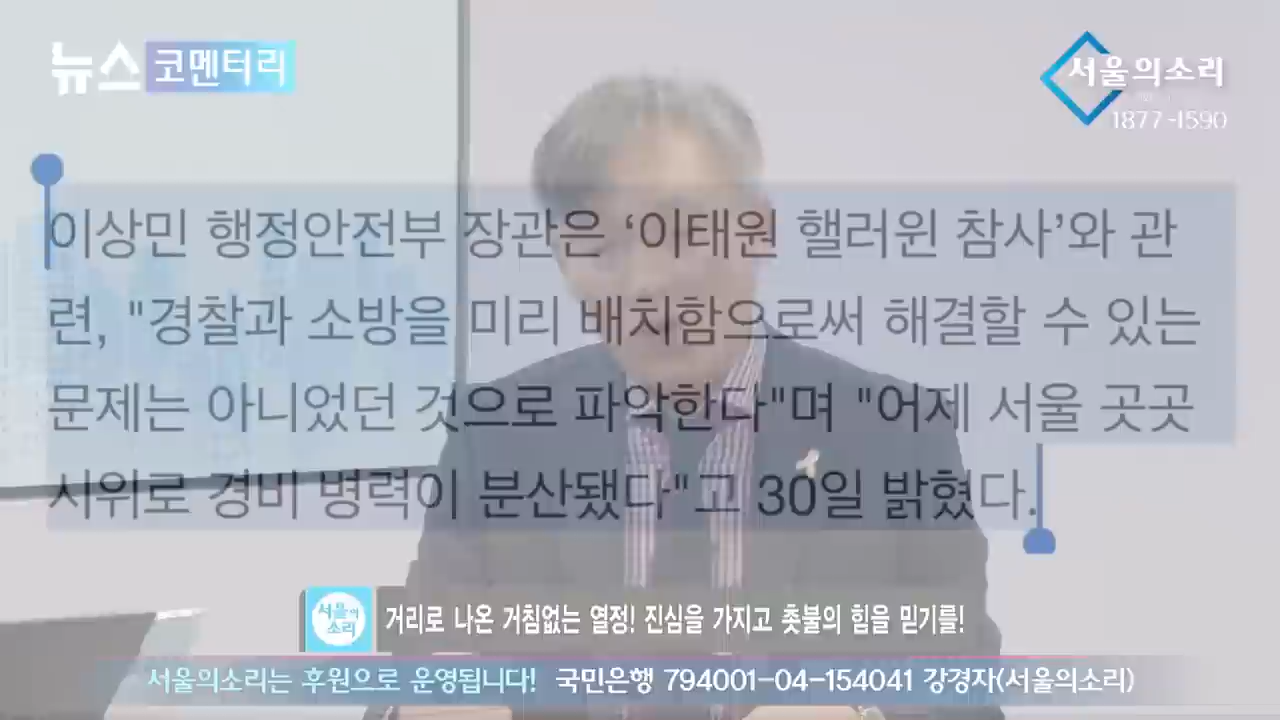 뉴스 코멘터리
서울의소리
1877-1590
이상민 행정안전부 장관은 ‘이태원 핼러윈 참사’와 관
련, "경찰과 소방을 미리 배치함으로써 해결할 수 있는
문제는 아니었던 것으로 파악한다"며 "어제 서울 곳곳
시위로 경비 병력이 분산됐다"고 30일 밝혔다.
서울의
소리
거리로 나온 거침없는 열정! 진심을 가지고 촛불의 힘을 믿기를!
서울의소리는 후원으로 운영됩니다! 국민은행 794001-04-154041 강경자(서울의소리)